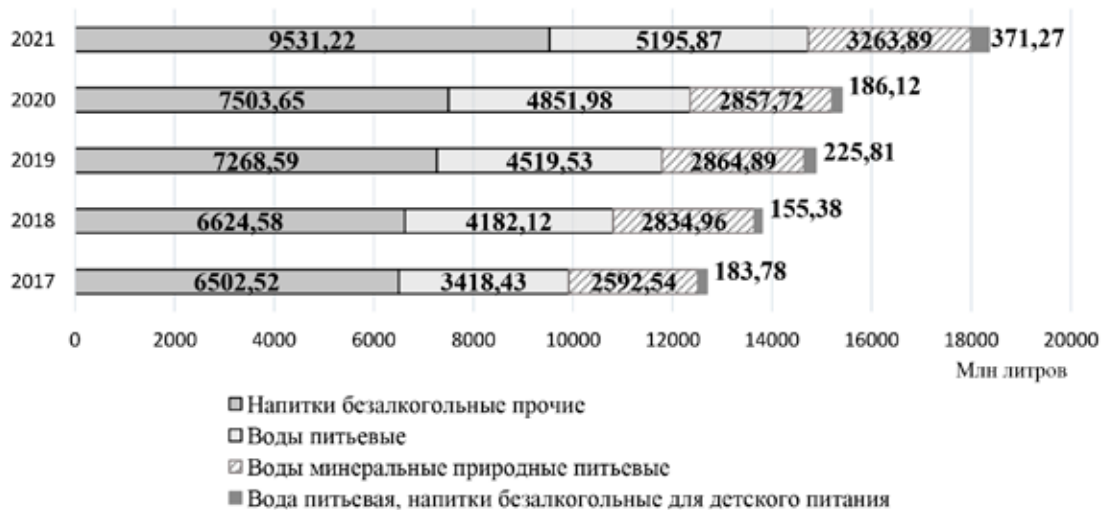 2021 9531,22 5195,87 3263,89 371,27
2020 7503,65 4851,98 2857,72 186,12
2019 7268,59 4519,53 2864,89 225,81
2018 6624,58 4182,12 2834,96 155,38
2017 6502,52 3418,43 2592,54 183,78
0 2000 4000 6000 8000 10000 12000 14000 16000 18000 20000
Млн литров
Напитки безалкогольные прочие
Воды питьевые
Воды минеральные природные питьевые
Вода питьевая, напитки безалкогольные для детского питания